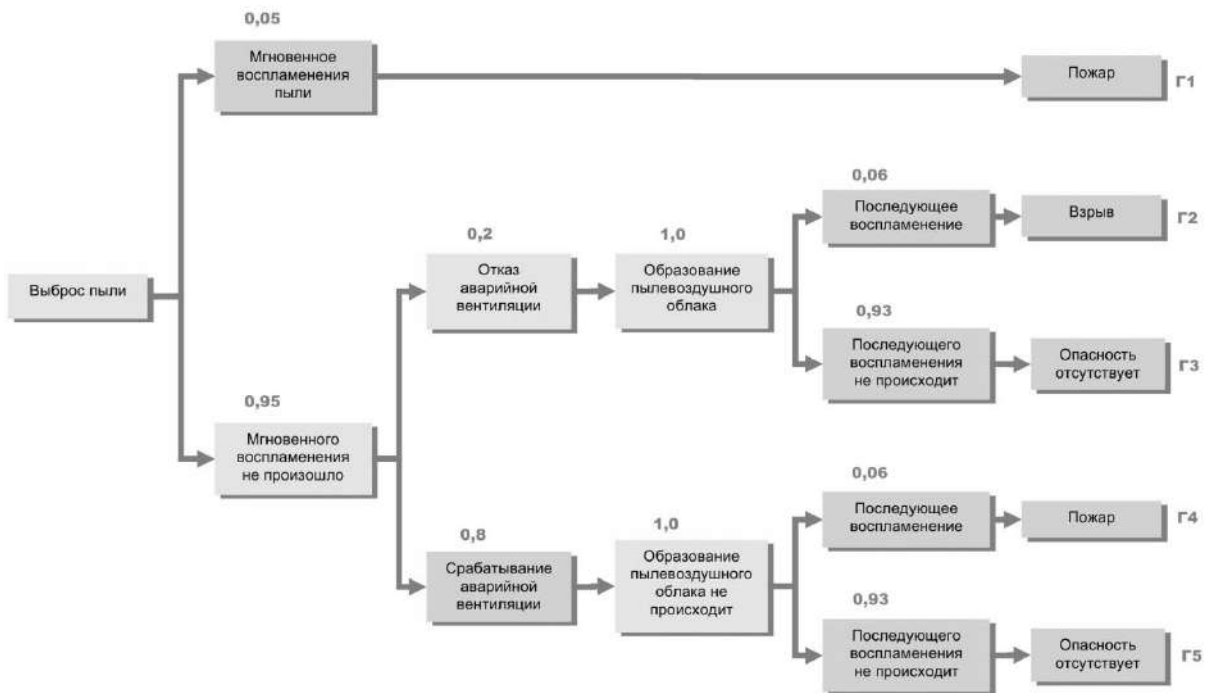 0,05
Мгновенное
воспламенения
пыли
Пожар
Г1
0,06
Последующее
воспламенение
Взрыв
Г2
0,2
Отказ
аварийной
вентиляции
1,0
Образование
пылевоздушного
облака
Выброс пыли
0,93
Последующего
воспламенения
не происходит
Опасность
отсутствует
Г3
0,95
Мгновенного
воспламенения
не произошло
0,06
Последующее
воспламенение
Пожар
Г4
0,8
Срабатывание
аварийной
вентиляции
1,0
Образование
пылевоздушного
облака не
происходит
0,93
Последующего
воспламенения
не происходит
Опасность
отсутствует
Г5